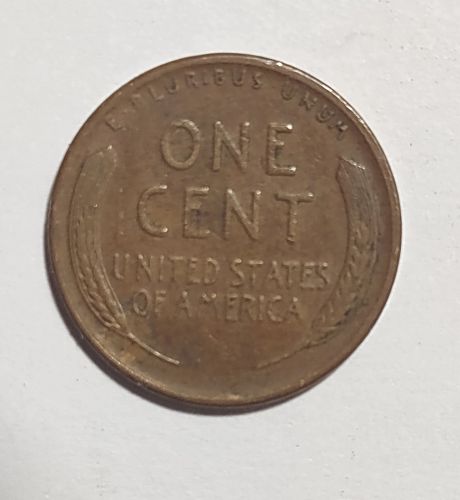 E·PLURIBUS·UNUM
ONE
CENT
UNITED STATES
OF AMERICA